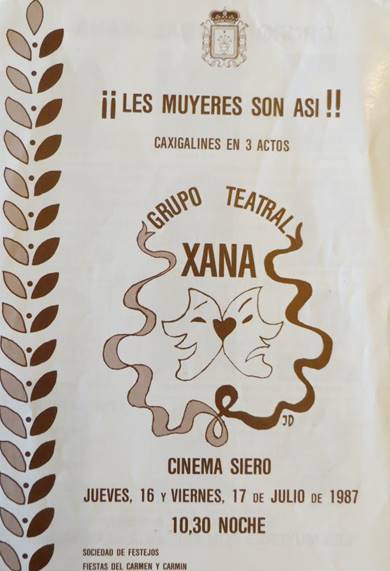 ¡¡LES MUYERES SON ASI!!
CAXIGALINES EN 3 ACTOS
GRUPO TEATRAL
XANA
JD
CINEMA SIERO
JUEVES, 16 Y VIERNES, 17 DE JULIO DE 1987
10,30 NOCHE
SOCIEDAD DE FESTEJOS
FIESTAS DEL CARMEN Y CARMIN